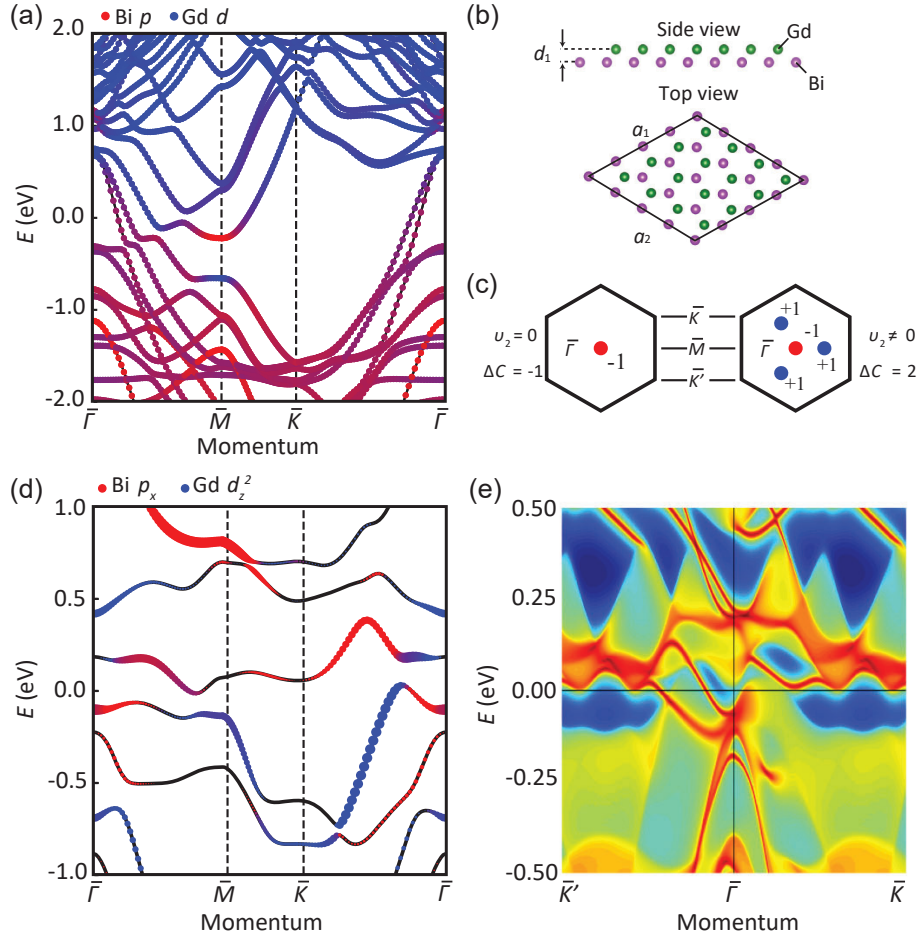 (a)
Bi p Gd d
2.0
1.0
0.0
-1.0
-2.0
E (eV)
Γ̅ M̅ K̅ Γ̅
Momentum
(b)
Side view
Gd
d₁
Bi
Top view
a₁
a₂
(c)
K̅
M̅
K̅'
υ₂= 0
ΔC = -1
Γ̅
-1
+1
-1
Γ̅
+1
+1
υ₂≠ 0
ΔC = 2
(d)
Bi pₓ Gd d_z²
1.0
0.5
0.0
-0.5
-1.0
E (eV)
Γ̅ M̅ K̅ Γ̅
Momentum
(e)
0.50
0.25
0.00
-0.25
-0.50
E (eV)
K̅' Γ̅ K̅
Momentum